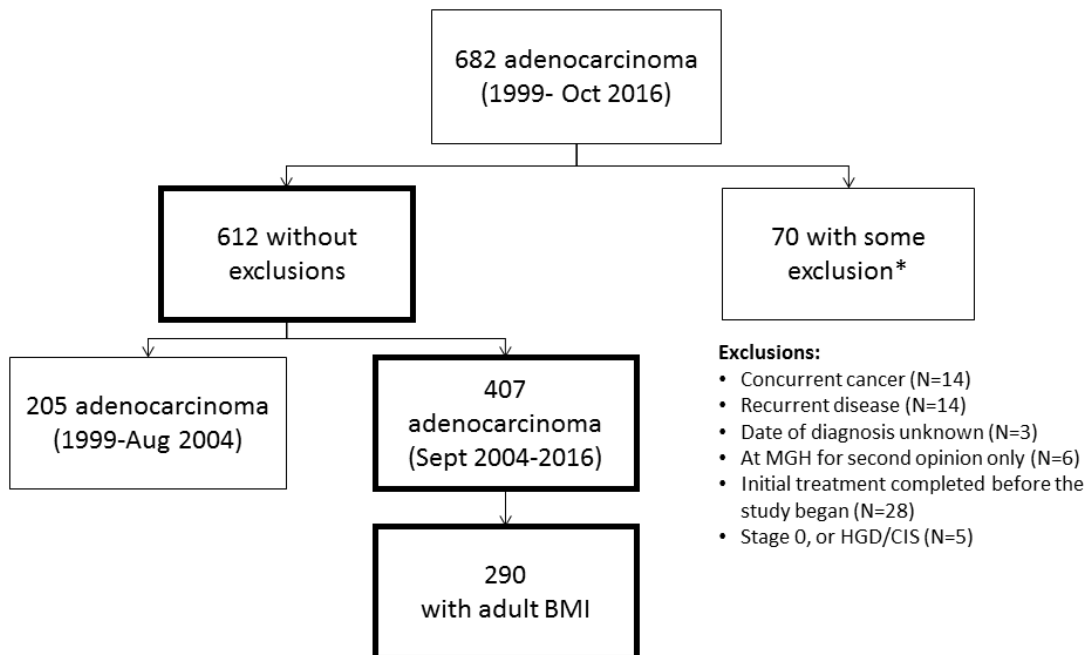 682 adenocarcinoma
(1999- Oct 2016)
612 without
exclusions
70 with some
exclusion*
205 adenocarcinoma
(1999-Aug 2004)
407
adenocarcinoma
(Sept 2004-2016)
290
with adult BMI
Exclusions:
• Concurrent cancer (N=14)
• Recurrent disease (N=14)
• Date of diagnosis unknown (N=3)
• At MGH for second opinion only (N=6)
• Initial treatment completed before the
study began (N=28)
• Stage 0, or HGD/CIS (N=5)